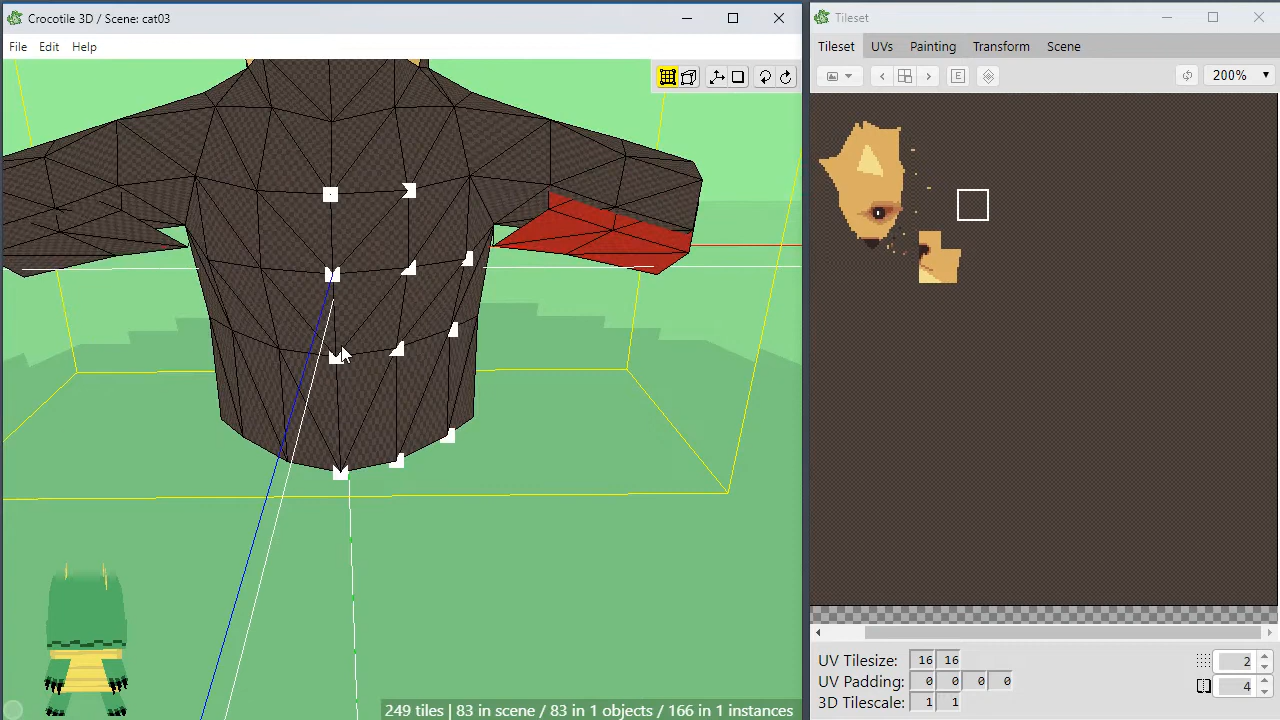 Crocotile 3D / Scene: cat03
File Edit Help
Tileset
Tileset UVs Painting Transform Scene
E 200%
UV Tilesize: 16 16 2
UV Padding: 0 0 0 0 4
3D Tilescale: 1 1
249 tiles | 83 in scene / 83 in 1 objects / 166 in 1 instances